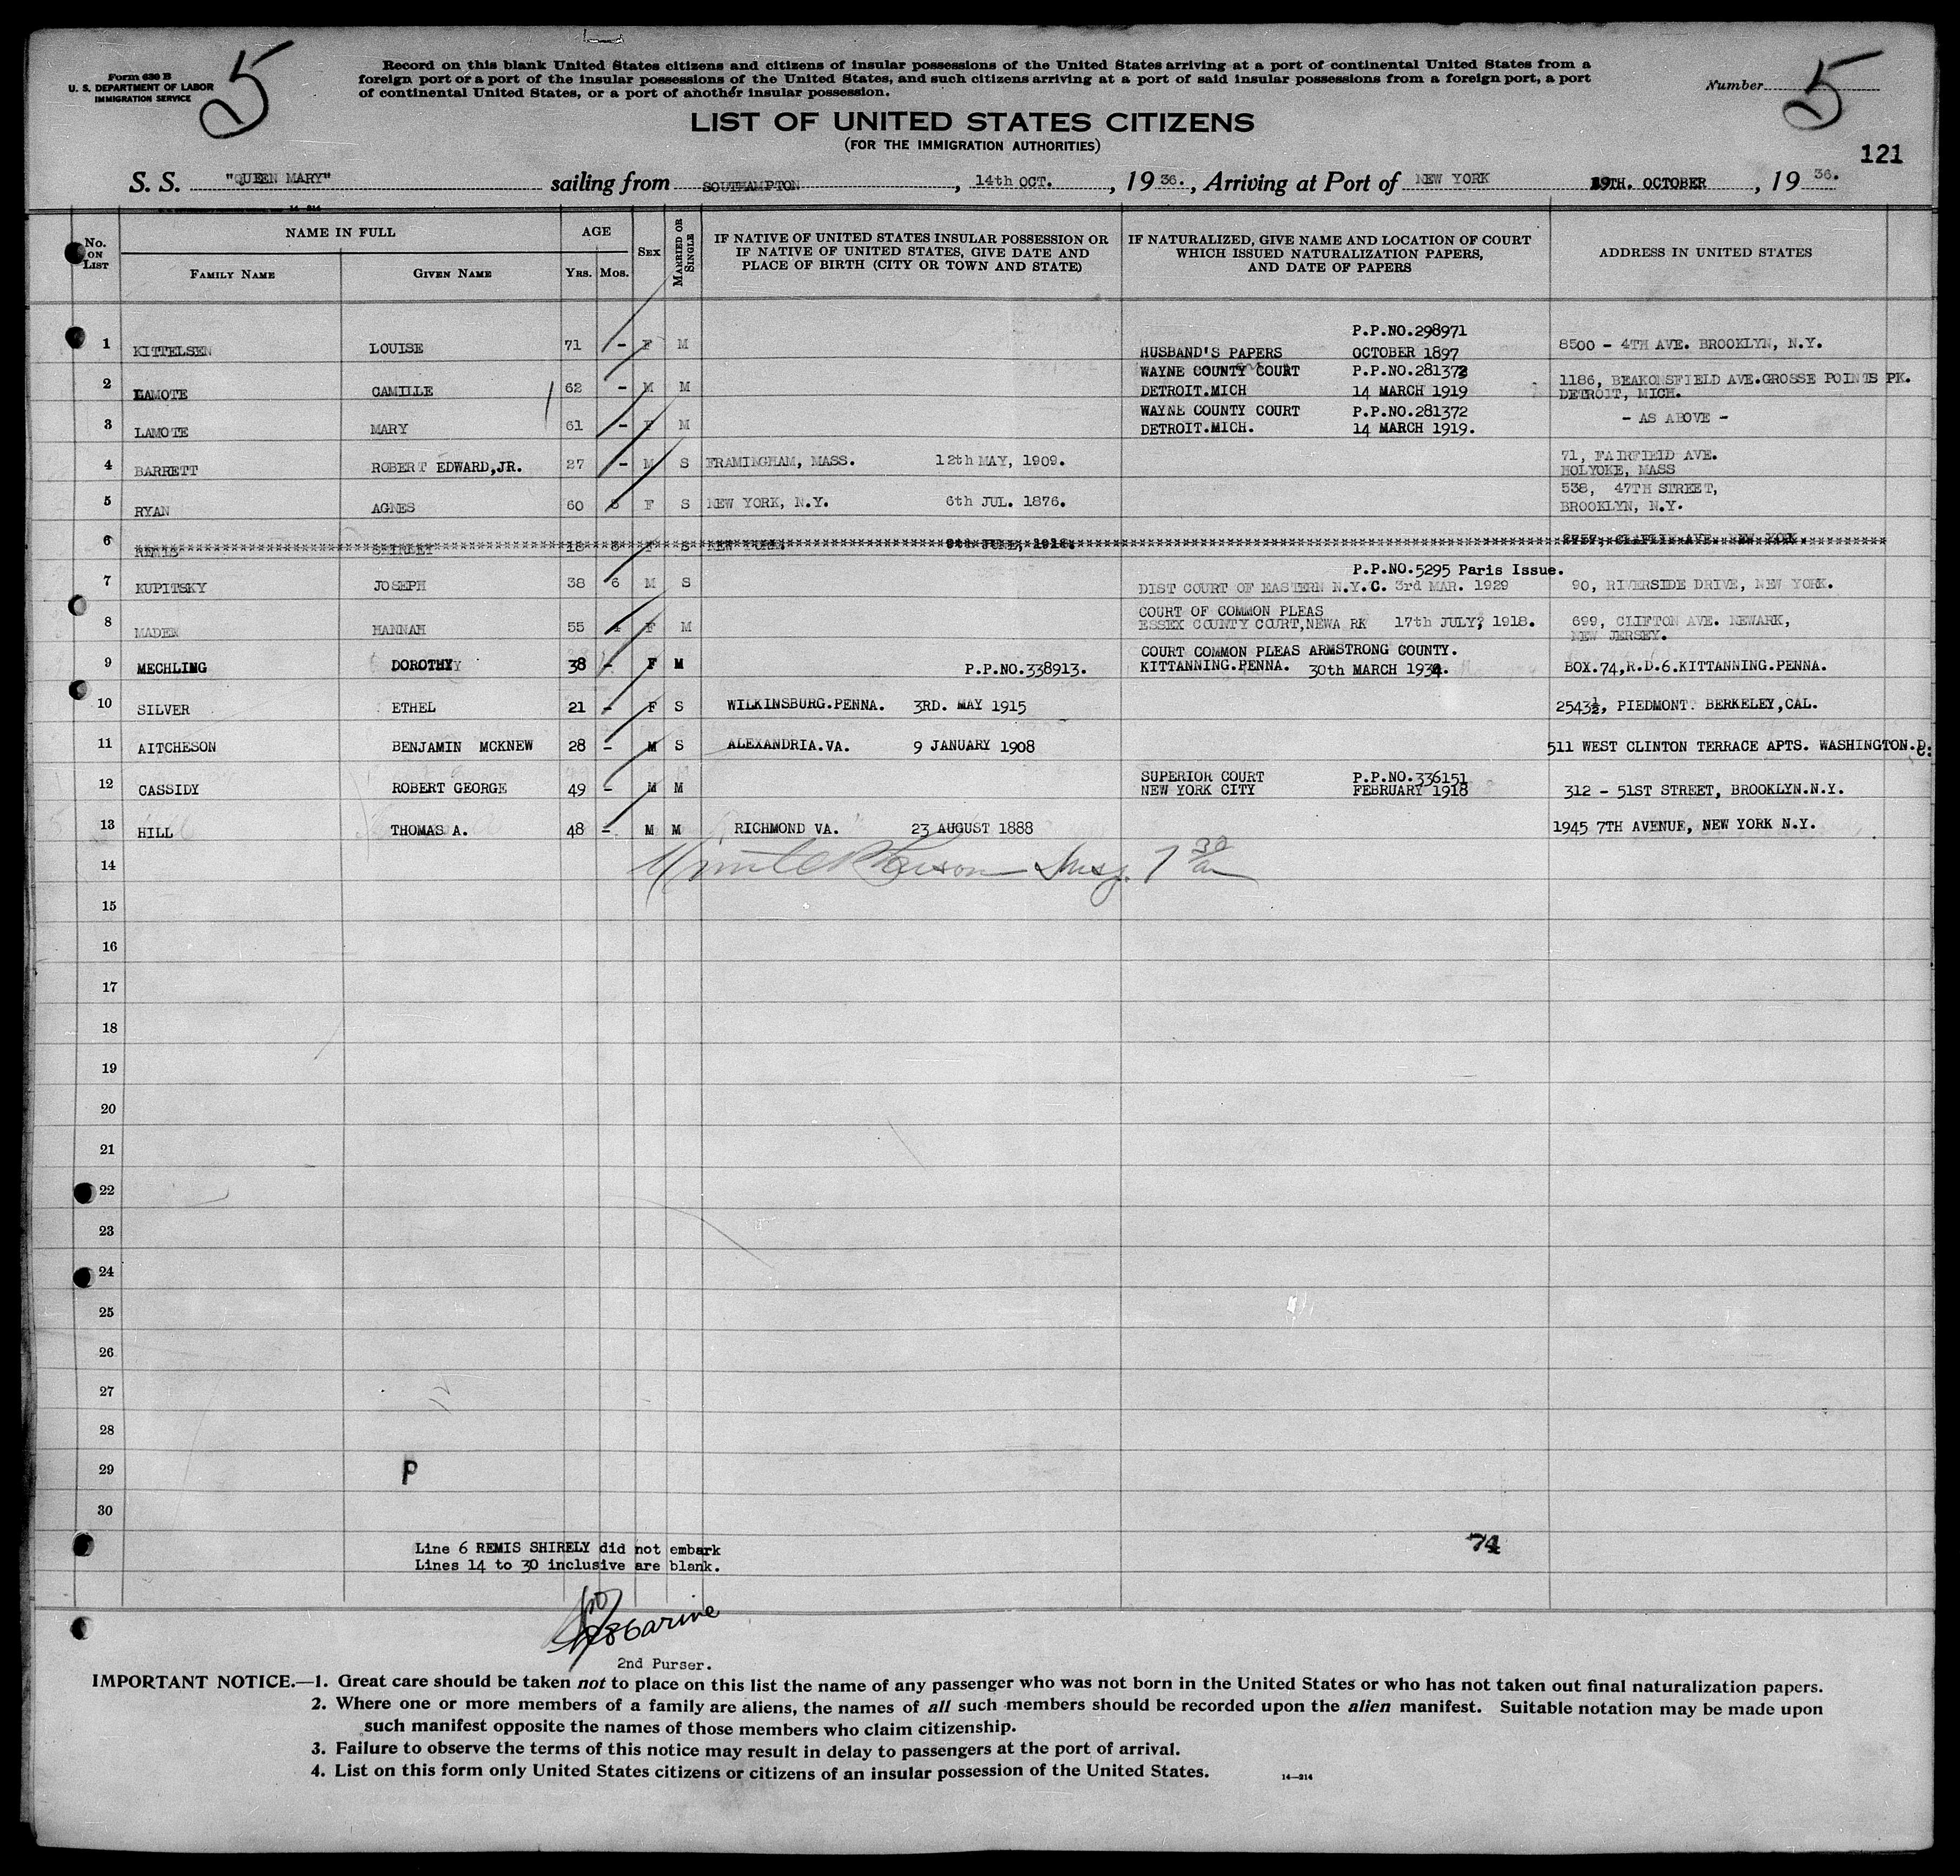 Form 630 B
U. S. DEPARTMENT OF LABOR
IMMIGRATION SERVICE
5
Record on this blank United States citizens and citizens of insular possessions of the United States arriving at a port of continental United States from a
foreign port or a port of the insular possessions of the United States, and such citizens arriving at a port of said insular possessions from a foreign port, a port
of continental United States, or a port of another insular possession.
Number 5
LIST OF UNITED STATES CITIZENS
(FOR THE IMMIGRATION AUTHORITIES)
121
S. S. "QUEEN MARY" sailing from SOUTHAMPTON, 14th OCT., 1936., Arriving at Port of NEW YORK 19TH. OCTOBER, 1936.
14—914
No. ON LIST
NAME IN FULL
FAMILY NAME
GIVEN NAME
AGE
YRS. MOS.
SEX
MARRIED OR SINGLE
IF NATIVE OF UNITED STATES INSULAR POSSESSION OR
IF NATIVE OF UNITED STATES, GIVE DATE AND
PLACE OF BIRTH (CITY OR TOWN AND STATE)
IF NATURALIZED, GIVE NAME AND LOCATION OF COURT
WHICH ISSUED NATURALIZATION PAPERS,
AND DATE OF PAPERS
ADDRESS IN UNITED STATES
P.P.NO.298971
1 KITTELSEN LOUISE 71 - F M HUSBAND'S PAPERS OCTOBER 1897 8500 - 4TH AVE. BROOKLYN, N.Y.
WAYNE COUNTY COURT P.P.NO.281372
2 LAMOTE CAMILLE 62 - M M DETROIT.MICH 14 MARCH 1919 1186, BEAKONSFIELD AVE.GROSSE POINTS PK.
DETROIT, MICH.
WAYNE COUNTY COURT P.P.NO.281372
3 LAMOTE MARY 61 - F M DETROIT.MICH. 14 MARCH 1919. - AS ABOVE -
4 BARRETT ROBERT EDWARD,JR. 27 - M S FRAMINGHAM, MASS. 12th MAY, 1909. 71, FAIRFIELD AVE.
HOLYOKE, MASS
5 RYAN AGNES 60 3 F S NEW YORK, N.Y. 6th JUL. 1876. 538, 47TH STREET,
BROOKLYN, N.Y.
6 REMIS SHIRLEY 18 F S NEW YORK. 9th JUNE, 1918. CLAFLIN AVE. NEW YORK.
P.P.NO.5295 Paris Issue.
7 KUPITSKY JOSEPH 38 6 M S DIST COURT OF EASTERN N.Y.C. 3rd MAR. 1929 90, RIVERSIDE DRIVE, NEW YORK.
COURT OF COMMON PLEAS
8 MADER HANNAH 55 4 F M ESSEX COUNTY COURT,NEWA RK 17th JULY, 1918. 699, CLIFTON AVE. NEWARK,
NEW JERSEY.
COURT COMMON PLEAS ARMSTRONG COUNTY.
9 MECHLING DOROTHY 38 - F M P.P.NO.338913. KITTANNING.PENNA. 30th MARCH 1934. BOX.74,R.D.6.KITTANNING.PENNA.
10 SILVER ETHEL 21 - F S WILKINSBURG.PENNA. 3RD. MAY 1915 2543½, PIEDMONT. BERKELEY,CAL.
11 AITCHESON BENJAMIN MCKNEW 28 - M S ALEXANDRIA.VA. 9 JANUARY 1908 511 WEST CLINTON TERRACE APTS. WASHINGTON.D.C:
SUPERIOR COURT P.P.NO.336151
12 CASSIDY ROBERT GEORGE 49 - M M NEW YORK CITY FEBRUARY 1918 312 - 51ST STREET, BROOKLYN.N.Y.
13 HILL THOMAS A. 48 - M M RICHMOND VA. 23 AUGUST 1888 1945 7TH AVENUE, NEW YORK N.Y.
14
15
16
17
18
19
20
21
22
23
24
25
26
27
28
29 P
30
Line 6 REMIS SHIRELY did not embark
Lines 14 to 30 inclusive are blank.
74
2nd Purser.
IMPORTANT NOTICE.—1. Great care should be taken not to place on this list the name of any passenger who was not born in the United States or who has not taken out final naturalization papers.
2. Where one or more members of a family are aliens, the names of all such members should be recorded upon the alien manifest. Suitable notation may be made upon
such manifest opposite the names of those members who claim citizenship.
3. Failure to observe the terms of this notice may result in delay to passengers at the port of arrival.
4. List on this form only United States citizens or citizens of an insular possession of the United States.
14—914